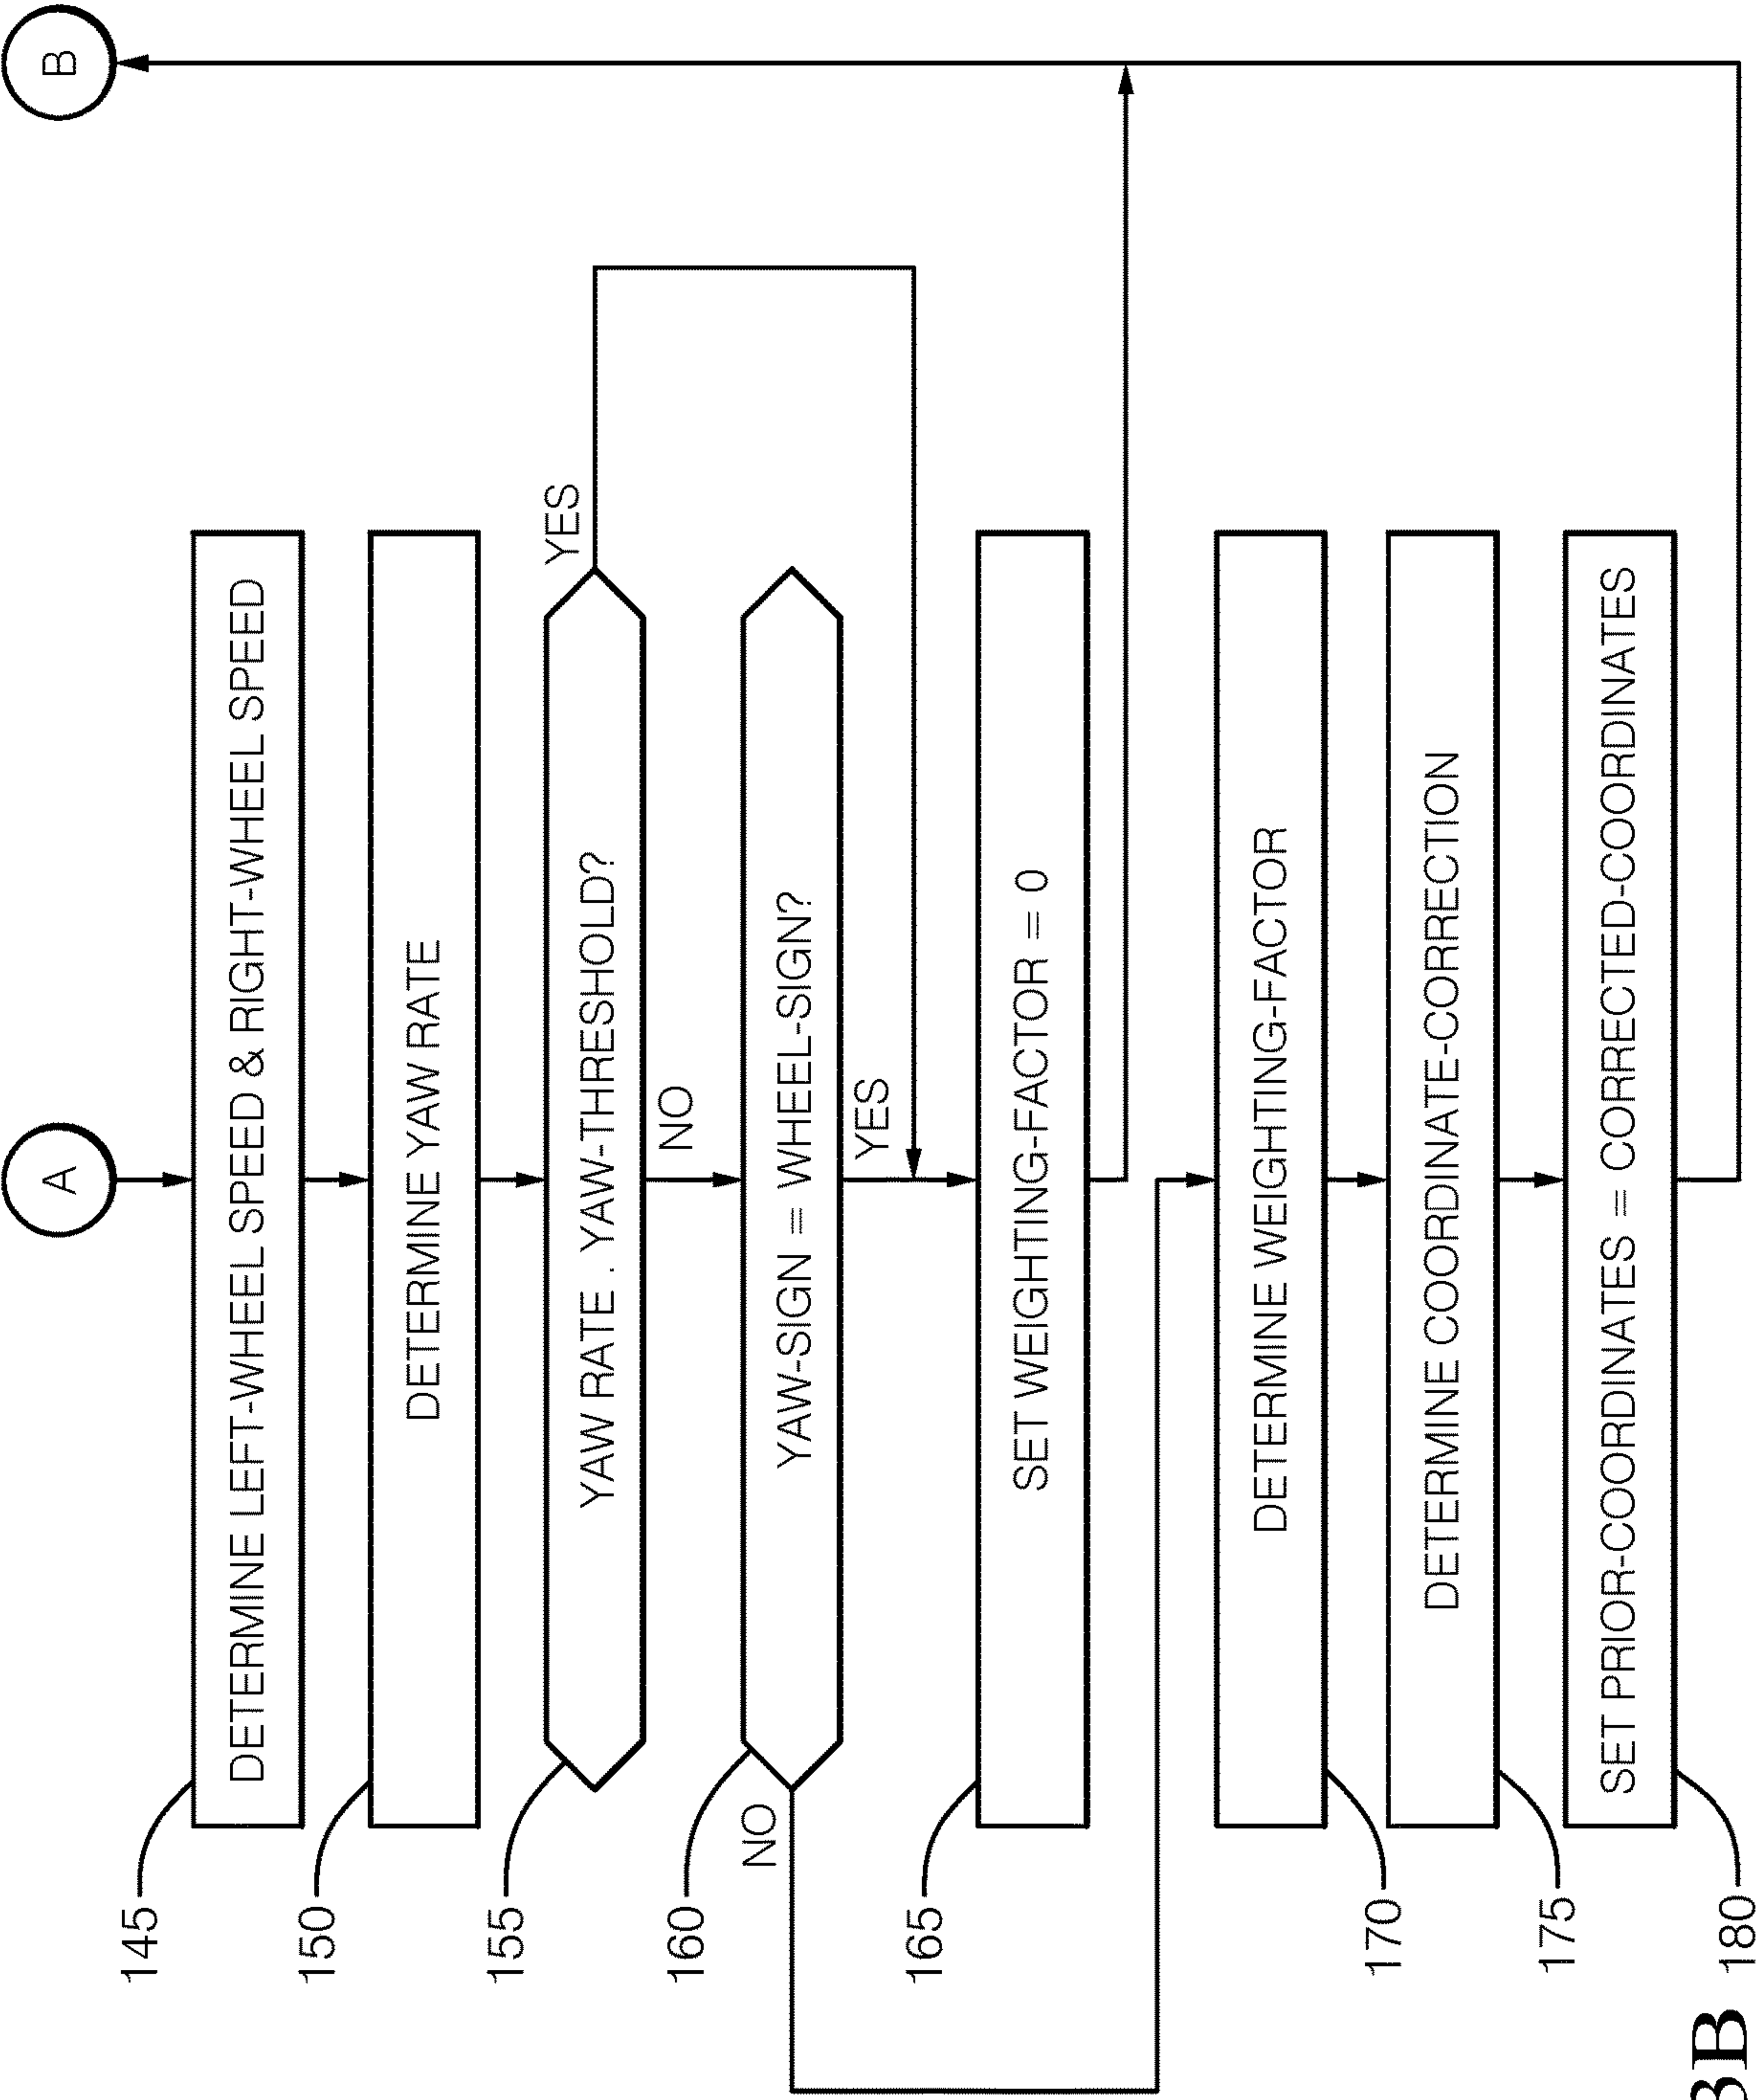 A
B
145
DETERMINE LEFT-WHEEL SPEED & RIGHT-WHEEL SPEED
150
DETERMINE YAW RATE
155
YAW RATE . YAW-THRESHOLD?
YES
NO
160
YAW-SIGN = WHEEL-SIGN?
NO
YES
165
SET WEIGHTING-FACTOR = 0
170
DETERMINE WEIGHTING-FACTOR
175
DETERMINE COORDINATE-CORRECTION
180
SET PRIOR-COORDINATES = CORRECTED-COORDINATES
3B